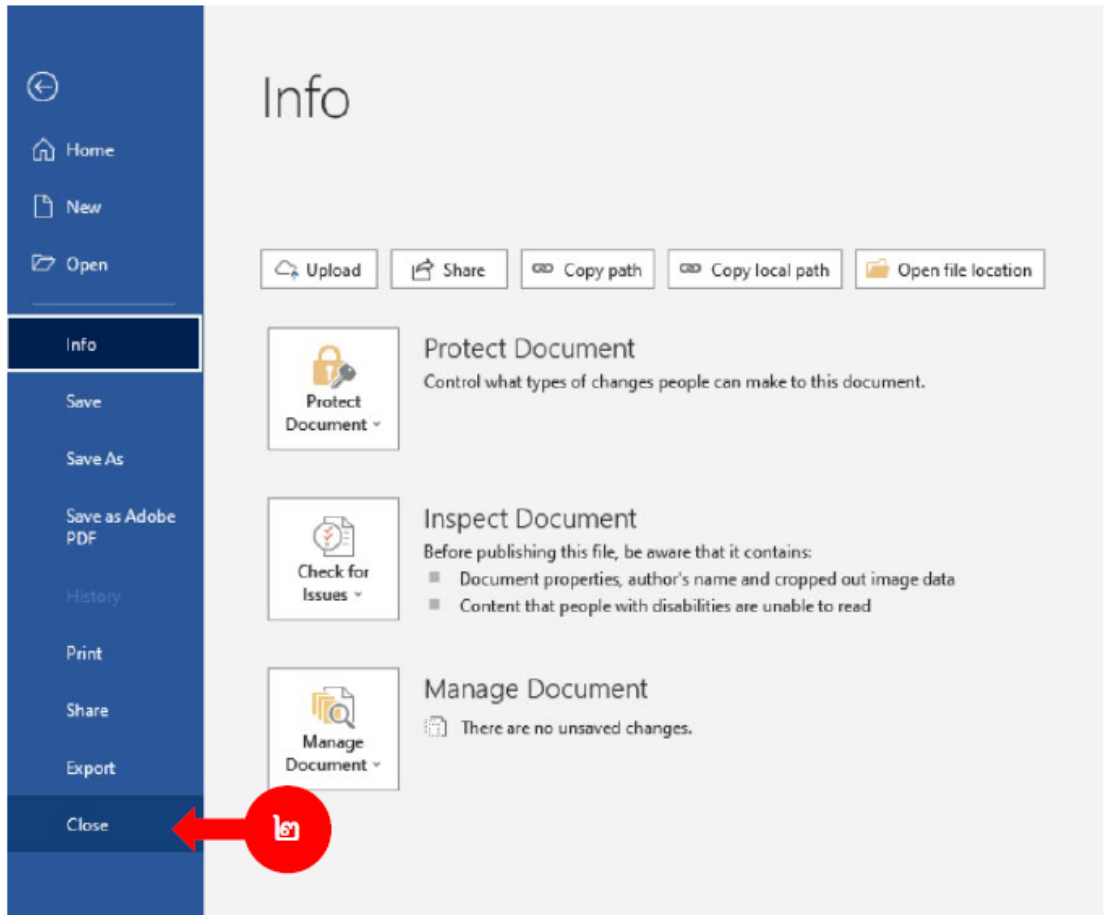 Info
Home
New
Open
Info
Save
Save As
Save as Adobe
PDF
History
Print
Share
Export
Close
Upload
Share
Copy path
Copy local path
Open file location
Protect
Document
Protect Document
Control what types of changes people can make to this document.
Check for
Issues
Inspect Document
Before publishing this file, be aware that it contains:
Document properties, author's name and cropped out image data
Content that people with disabilities are unable to read
Manage
Document
Manage Document
There are no unsaved changes.
๒